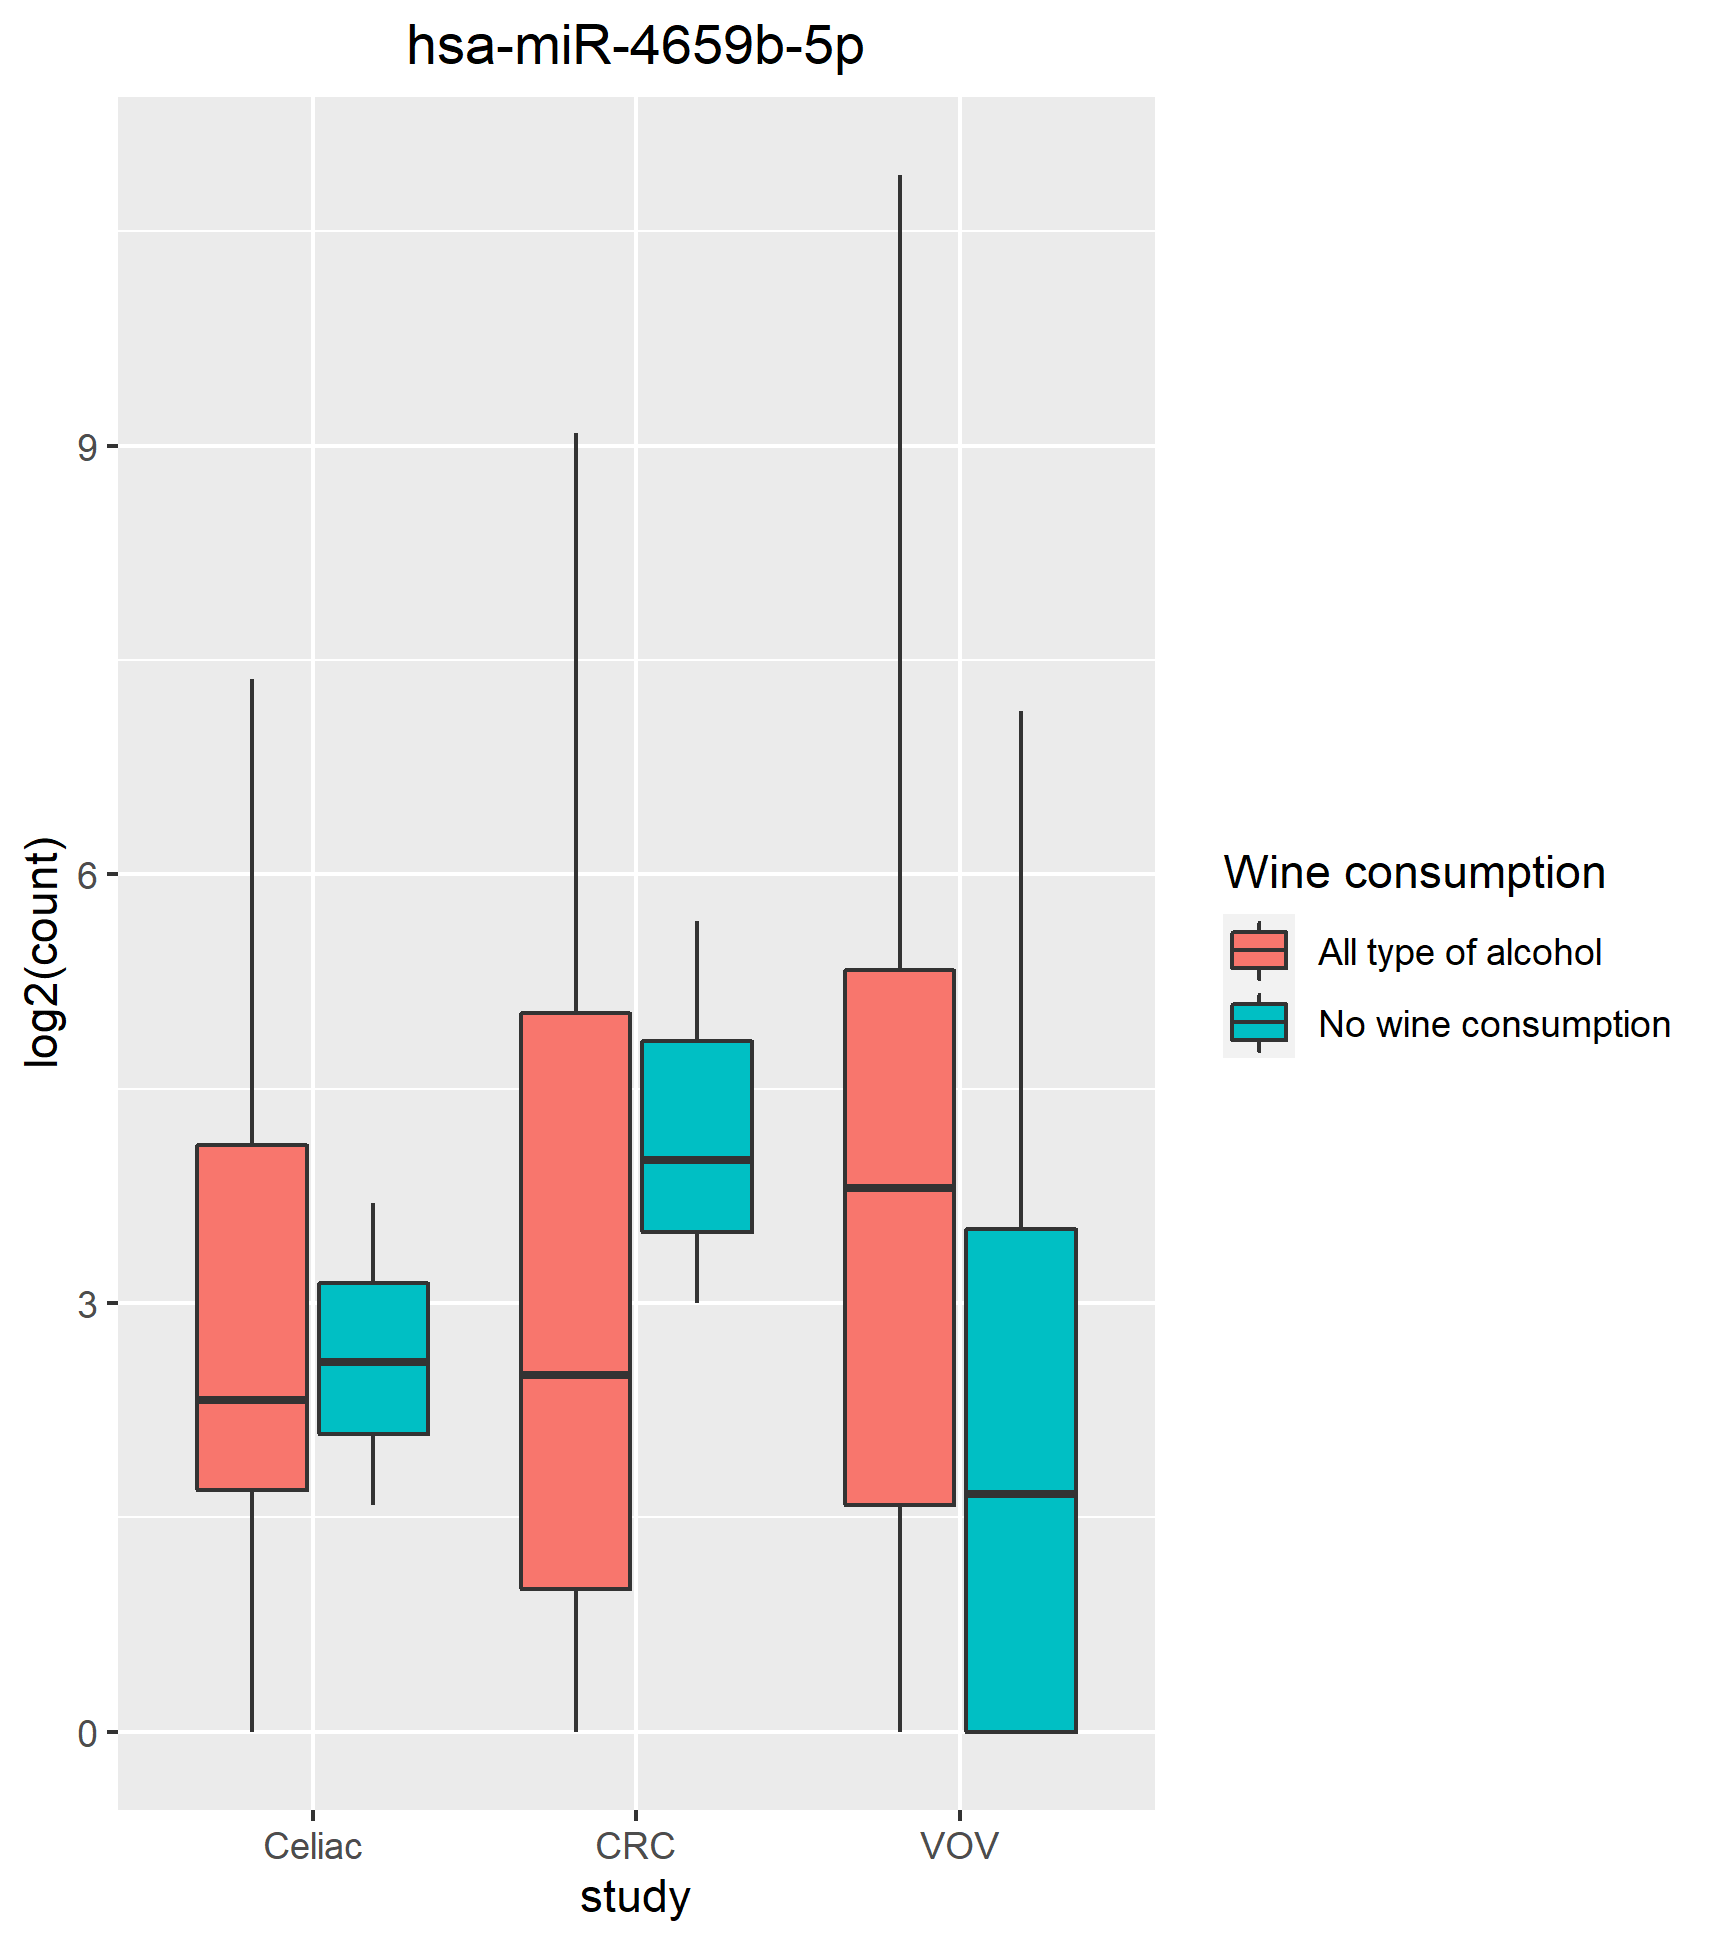 hsa-miR-4659b-5p
log2(count)
9
6
3
0
Celiac
CRC
VOV
study
Wine consumption
All type of alcohol
No wine consumption